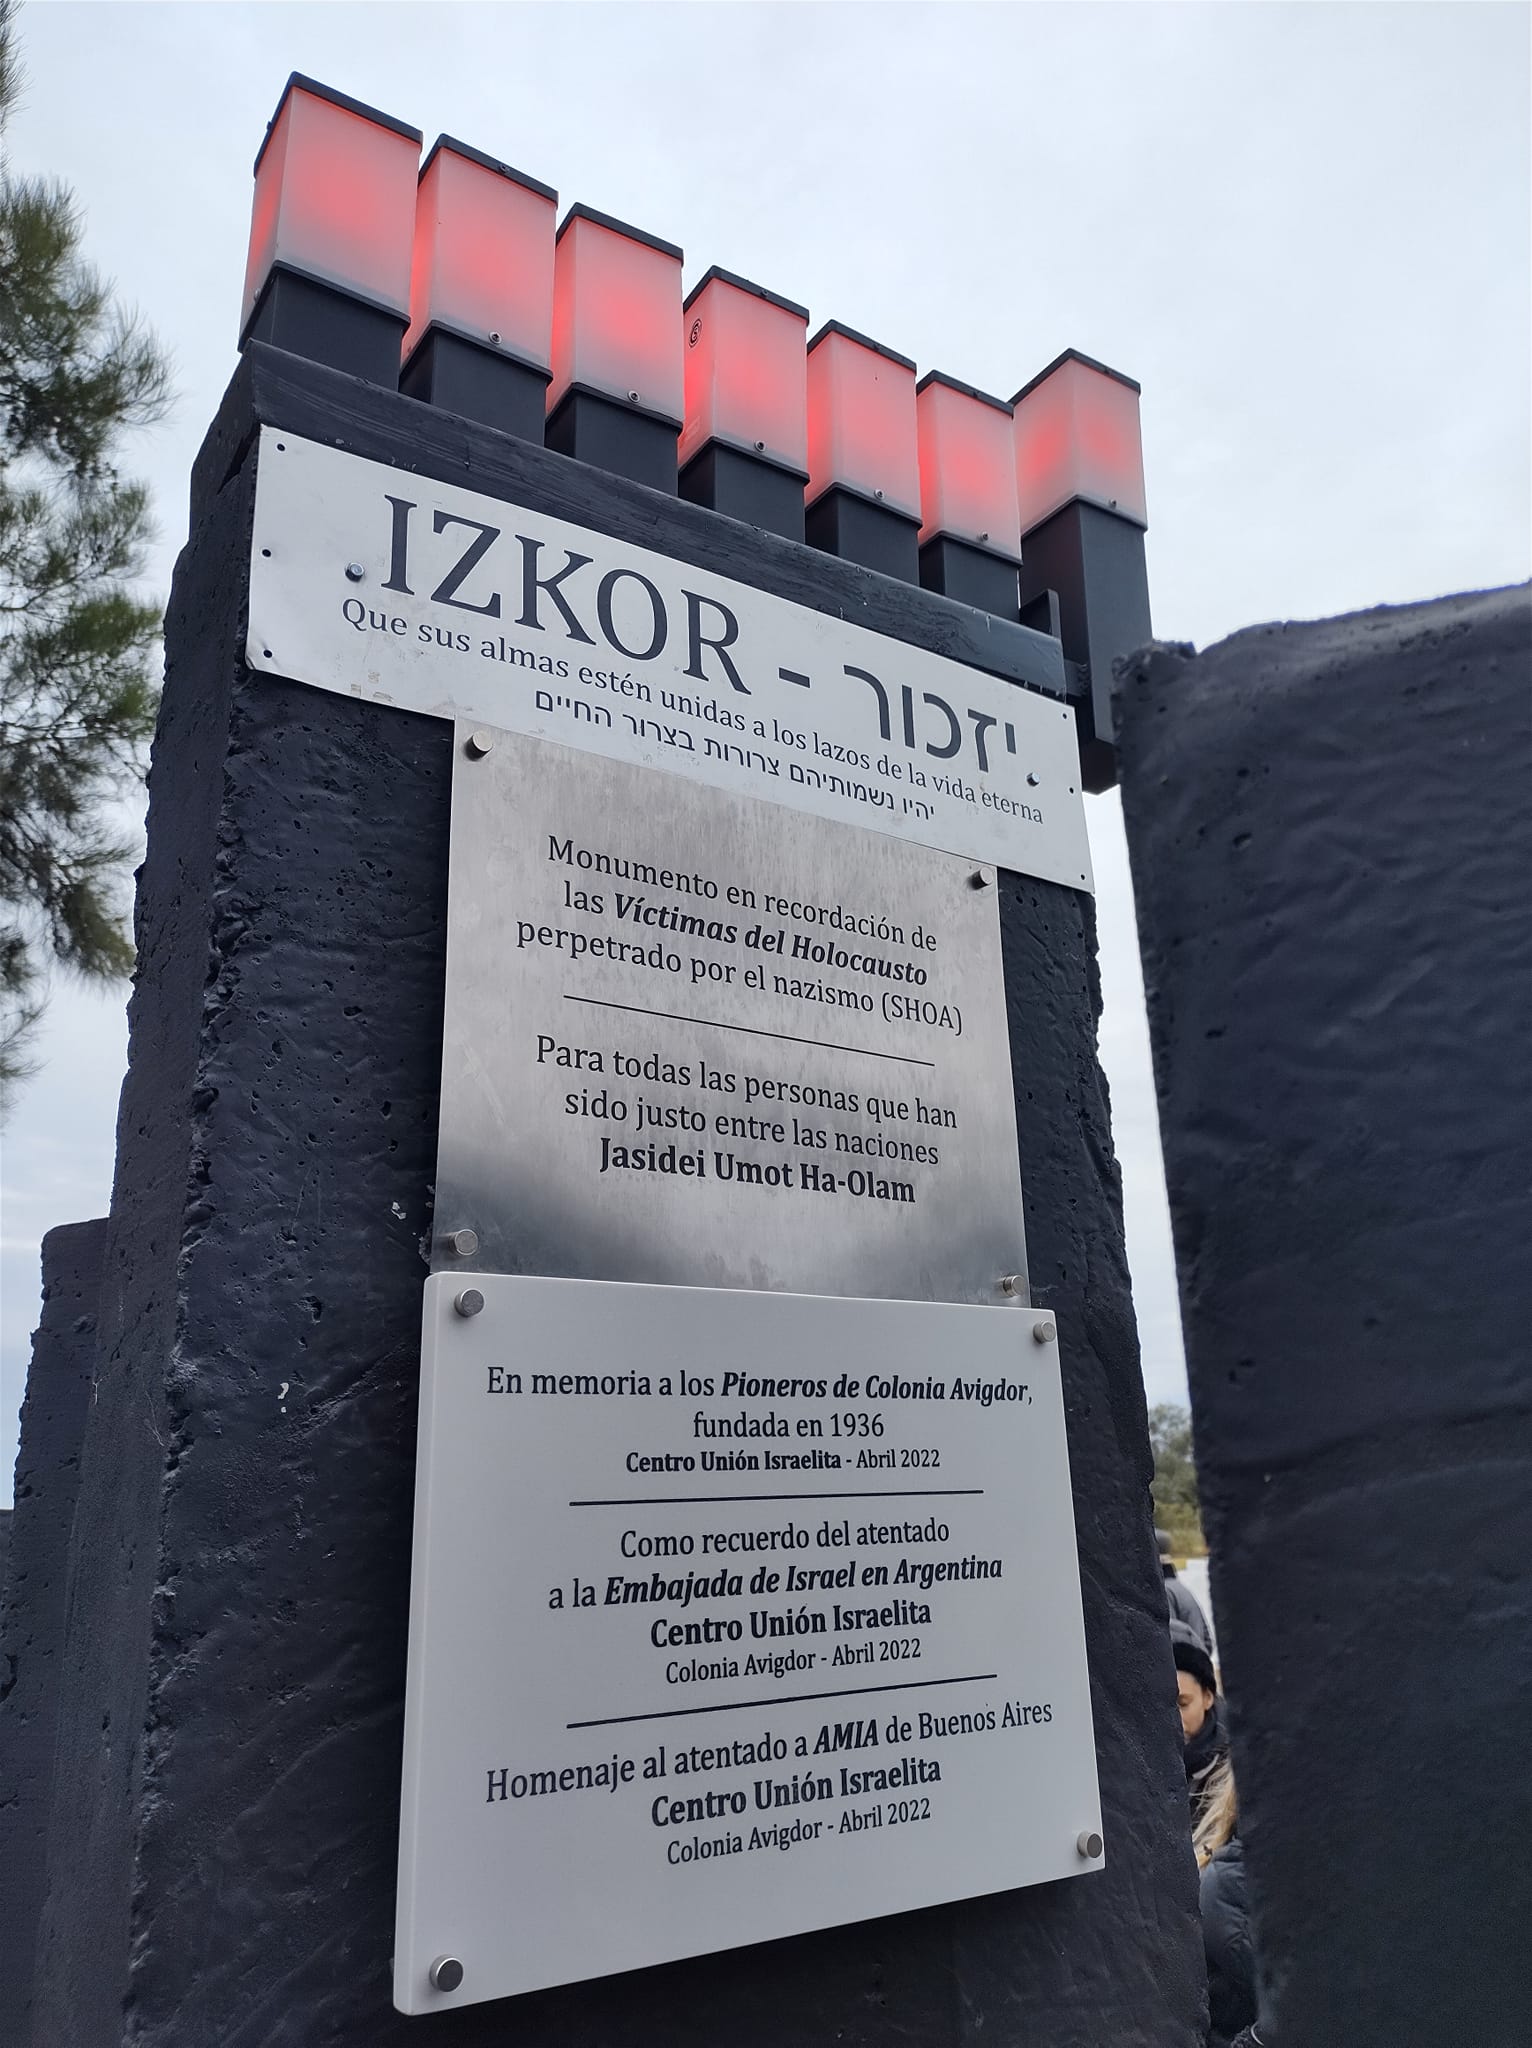 IZKOR - יזכור
Que sus almas estén unidas a los lazos de la vida eterna
יהיו נשמותיהם צרורות בצרור החיים
Monumento en recordación de
las Víctimas del Holocausto
perpetrado por el nazismo (SHOA)
Para todas las personas que han
sido justo entre las naciones
Jasidei Umot Ha-Olam
En memoria a los Pioneros de Colonia Avigdor,
fundada en 1936
Centro Unión Israelita - Abril 2022
Como recuerdo del atentado
a la Embajada de Israel en Argentina
Centro Unión Israelita
Colonia Avigdor - Abril 2022
Homenaje al atentado a AMIA de Buenos Aires
Centro Unión Israelita
Colonia Avigdor - Abril 2022